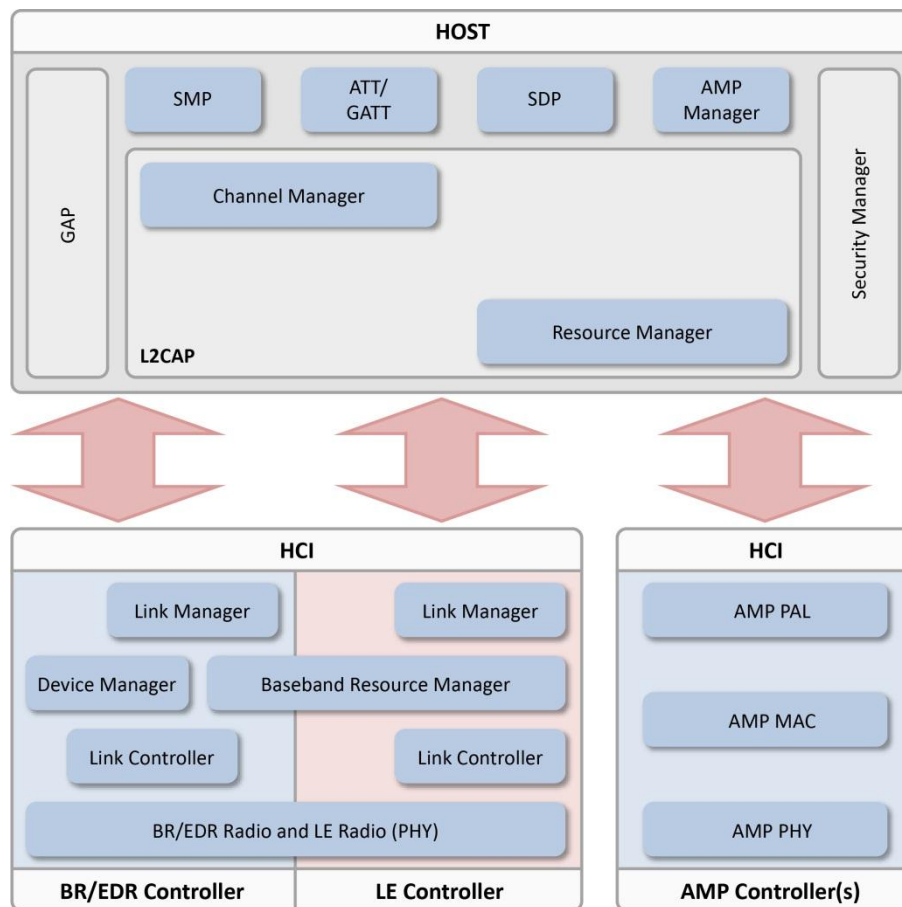 HOST
GAP
SMP
ATT/
GATT
SDP
AMP
Manager
Security Manager
Channel Manager
Resource Manager
L2CAP
HCI
Link Manager
Link Manager
Device Manager
Baseband Resource Manager
Link Controller
Link Controller
BR/EDR Radio and LE Radio (PHY)
BR/EDR Controller
LE Controller
HCI
AMP PAL
AMP MAC
AMP PHY
AMP Controller(s)